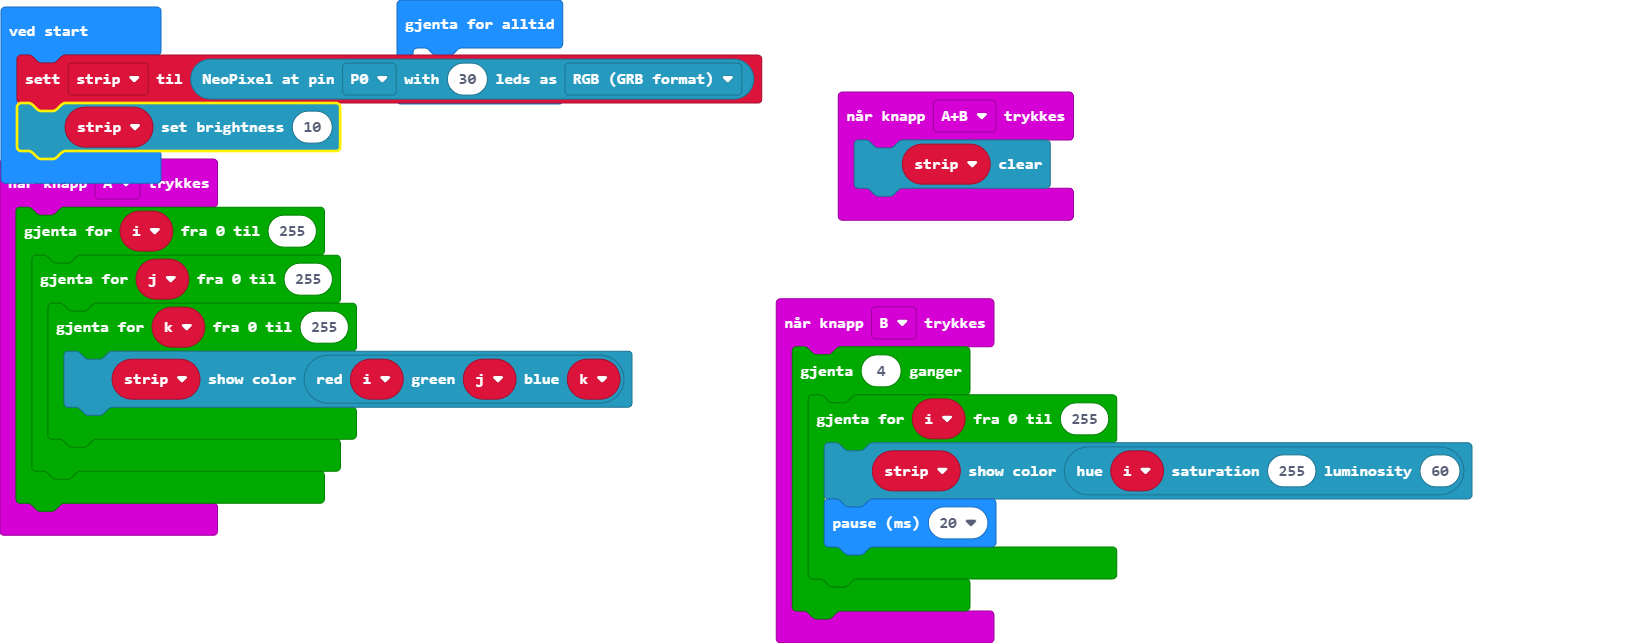 ved start
sett strip til NeoPixel at pin P0 with 30 leds as RGB (GRB format)
strip set brightness 10
gjenta for alltid
når knapp A trykkes
gjenta for i fra 0 til 255
gjenta for j fra 0 til 255
gjenta for k fra 0 til 255
strip show color red i green j blue k
når knapp A+B trykkes
strip clear
når knapp B trykkes
gjenta 4 ganger
gjenta for i fra 0 til 255
strip show color hue i saturation 255 luminosity 60
pause (ms) 20